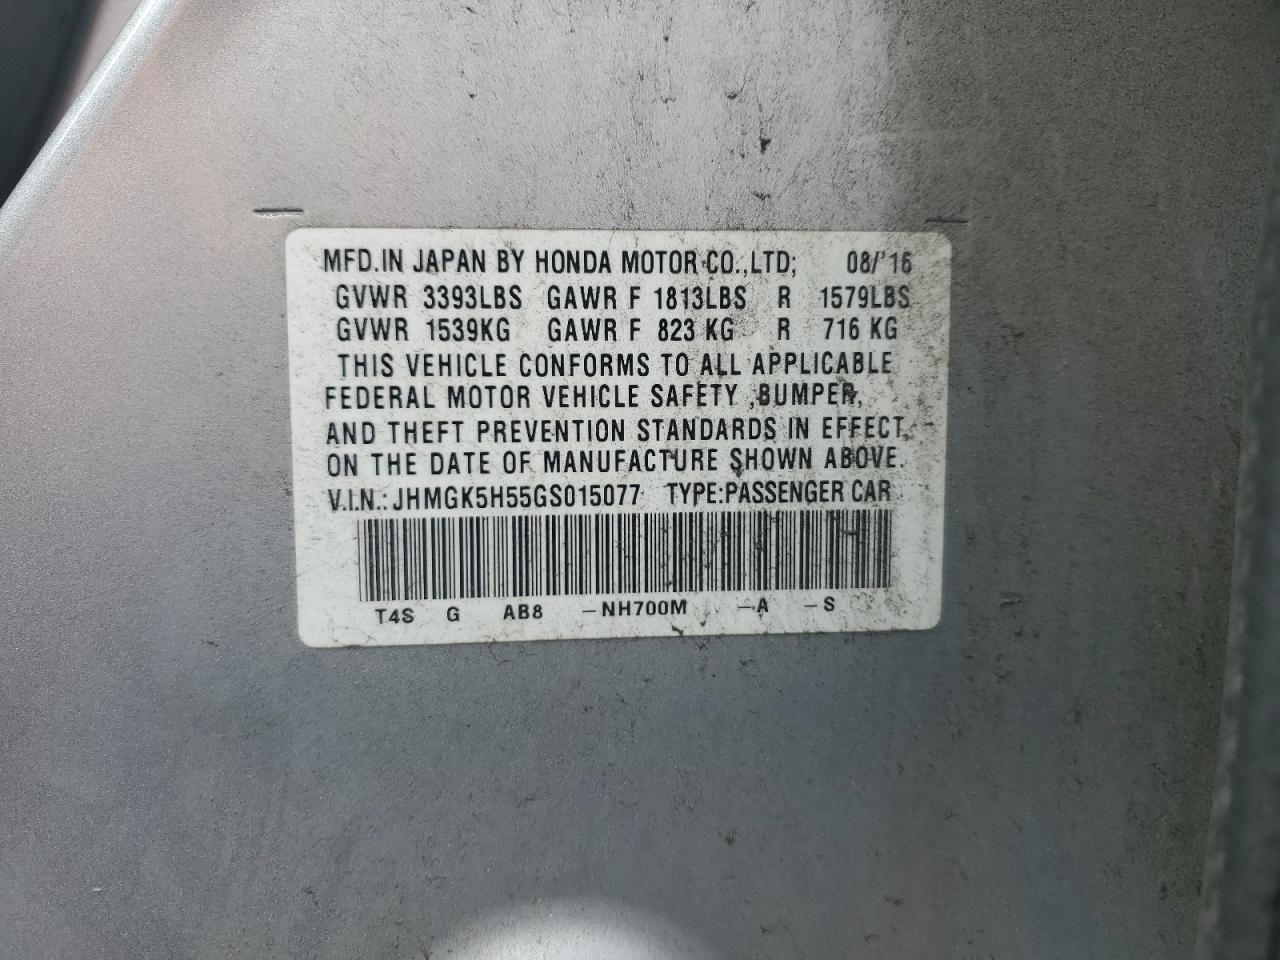 MFD.IN JAPAN BY HONDA MOTOR CO.,LTD; 08/'16
GVWR 3393LBS GAWR F 1813LBS R 1579LBS
GVWR 1539KG GAWR F 823 KG R 716 KG
THIS VEHICLE CONFORMS TO ALL APPLICABLE
FEDERAL MOTOR VEHICLE SAFETY ,BUMPER,
AND THEFT PREVENTION STANDARDS IN EFFECT
ON THE DATE OF MANUFACTURE SHOWN ABOVE.
V.I.N.: JHMGK5H55GS015077 TYPE:PASSENGER CAR
T4S G AB8 -NH700M -A -S